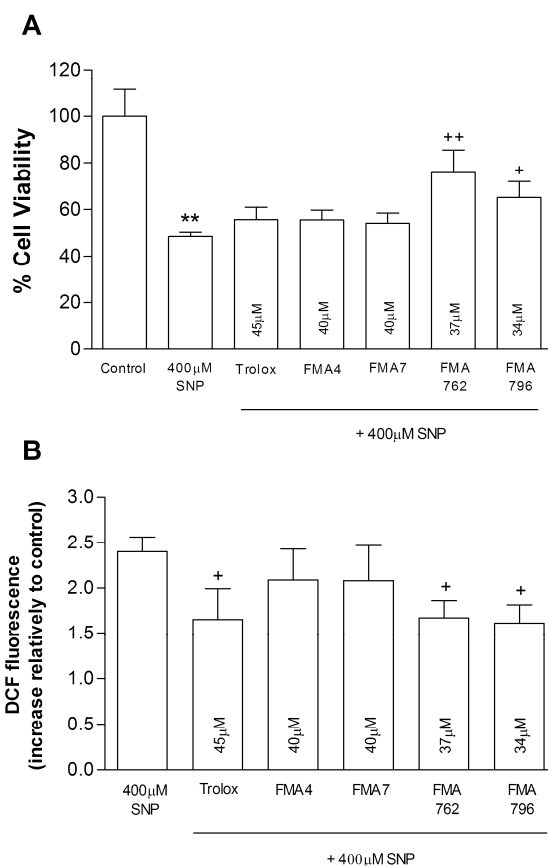 A
% Cell Viability
120
100
80
60
40
20
0
**
++
+
45μM
40μM
40μM
37μM
34μM
Control
400μM
SNP
Trolox
FMA4
FMA7
FMA
762
FMA
796
+ 400μM SNP
B
DCF fluorescence
(increase relatively to control)
3.0
2.5
2.0
1.5
1.0
0.5
0.0
+
+
+
45μM
40μM
40μM
37μM
34μM
400μM
SNP
Trolox
FMA4
FMA7
FMA
762
FMA
796
+ 400μM SNP